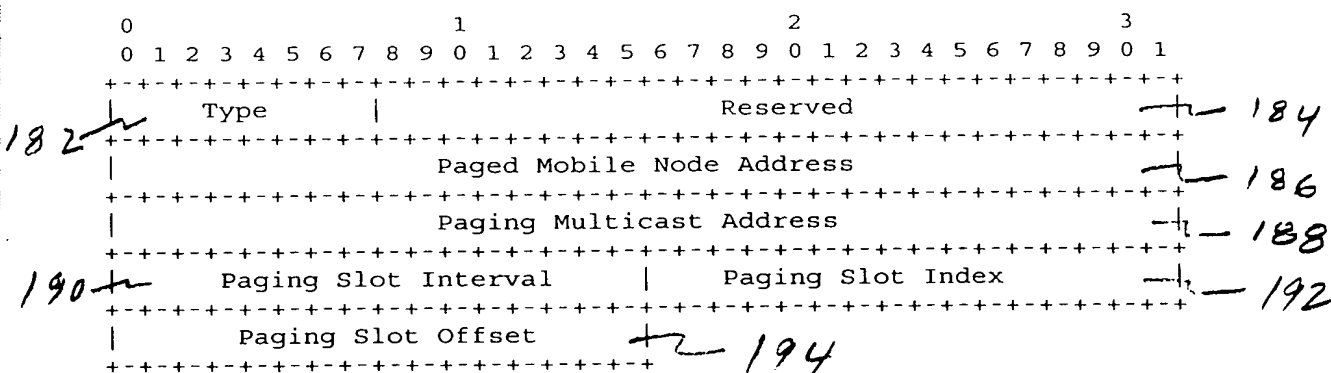 0                   1                   2                   3
0 1 2 3 4 5 6 7 8 9 0 1 2 3 4 5 6 7 8 9 0 1 2 3 4 5 6 7 8 9 0 1
+-+-+-+-+-+-+-+-+-+-+-+-+-+-+-+-+-+-+-+-+-+-+-+-+-+-+-+-+-+-+-+-+
182 | Type | Reserved | 184
+-+-+-+-+-+-+-+-+-+-+-+-+-+-+-+-+-+-+-+-+-+-+-+-+-+-+-+-+-+-+-+-+
| Paged Mobile Node Address | 186
+-+-+-+-+-+-+-+-+-+-+-+-+-+-+-+-+-+-+-+-+-+-+-+-+-+-+-+-+-+-+-+-+
| Paging Multicast Address | 188
+-+-+-+-+-+-+-+-+-+-+-+-+-+-+-+-+-+-+-+-+-+-+-+-+-+-+-+-+-+-+-+-+
190 | Paging Slot Interval | Paging Slot Index | 192
+-+-+-+-+-+-+-+-+-+-+-+-+-+-+-+-+-+-+-+-+-+-+-+-+-+-+-+-+-+-+-+-+
| Paging Slot Offset | 194
+-+-+-+-+-+-+-+-+-+-+-+-+-+-+-+-+